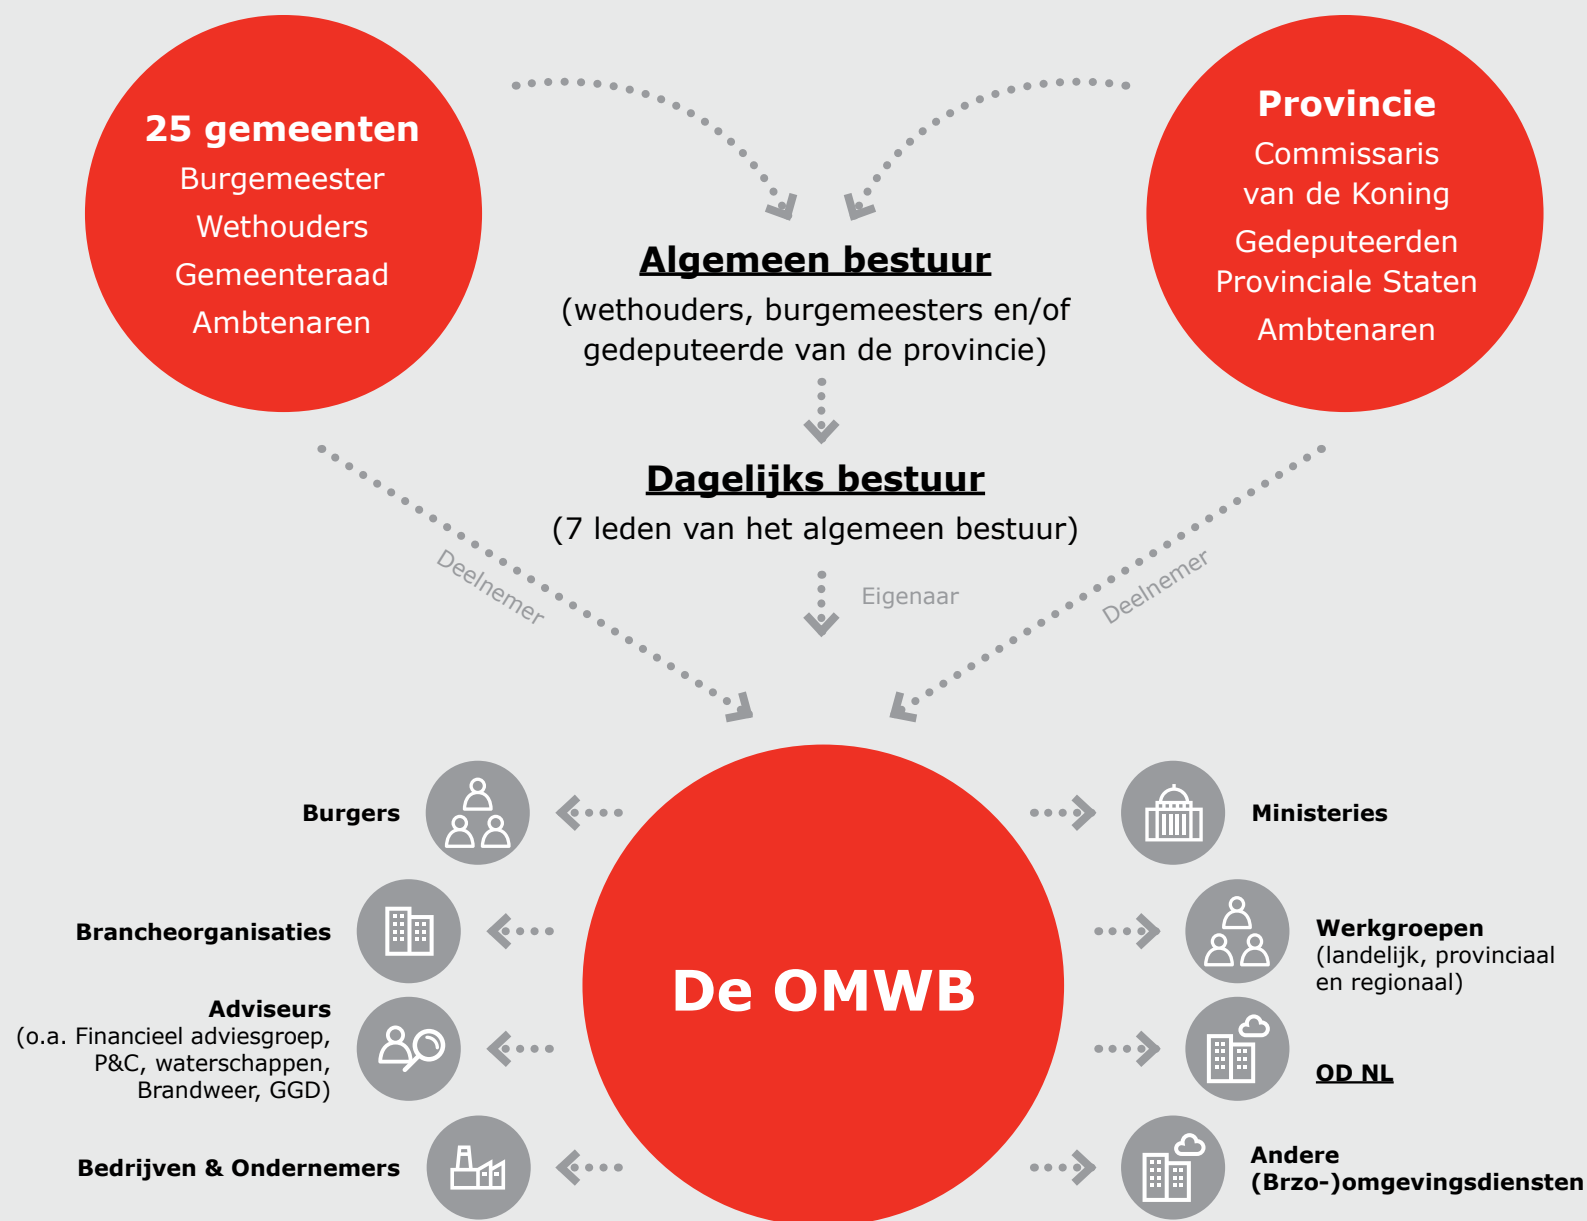 25 gemeenten
Burgemeester
Wethouders
Gemeenteraad
Ambtenaren
Provincie
Commissaris
van de Koning
Gedeputeerden
Provinciale Staten
Ambtenaren
Algemeen bestuur
(wethouders, burgemeesters en/of
gedeputeerde van de provincie)
Dagelijks bestuur
(7 leden van het algemeen bestuur)
Deelnemer
Eigenaar
Deelnemer
De OMWB
Burgers
Brancheorganisaties
Adviseurs
(o.a. Financieel adviesgroep,
P&C, waterschappen,
Brandweer, GGD)
Bedrijven & Ondernemers
Ministeries
Werkgroepen
(landelijk, provinciaal
en regionaal)
OD NL
Andere
(Brzo-)omgevingsdiensten